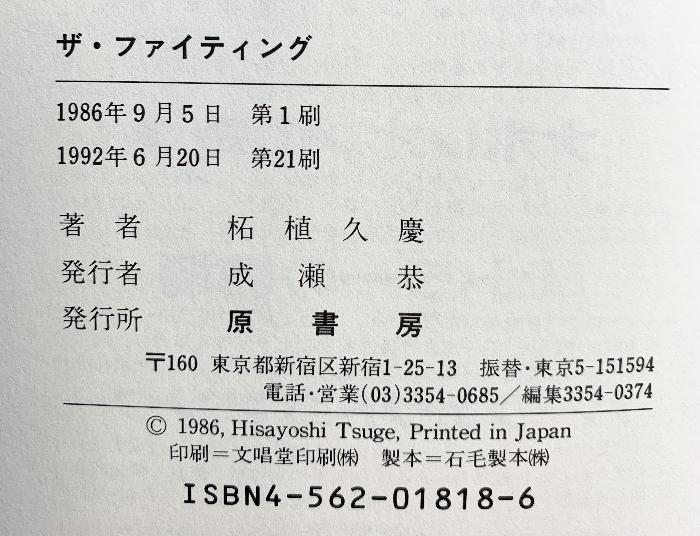 ザ・ファイティング
1986年9月5日 第1刷
1992年6月20日 第21刷
著者 柘植久慶
発行者 成瀬恭
発行所 原書房
〒160 東京都新宿区新宿1-25-13 振替・東京5-151594
電話・営業(03)3354-0685／編集3354-0374
© 1986, Hisayoshi Tsuge, Printed in Japan
印刷＝文唱堂印刷㈱ 製本＝石毛製本㈱
ISBN4-562-01818-6